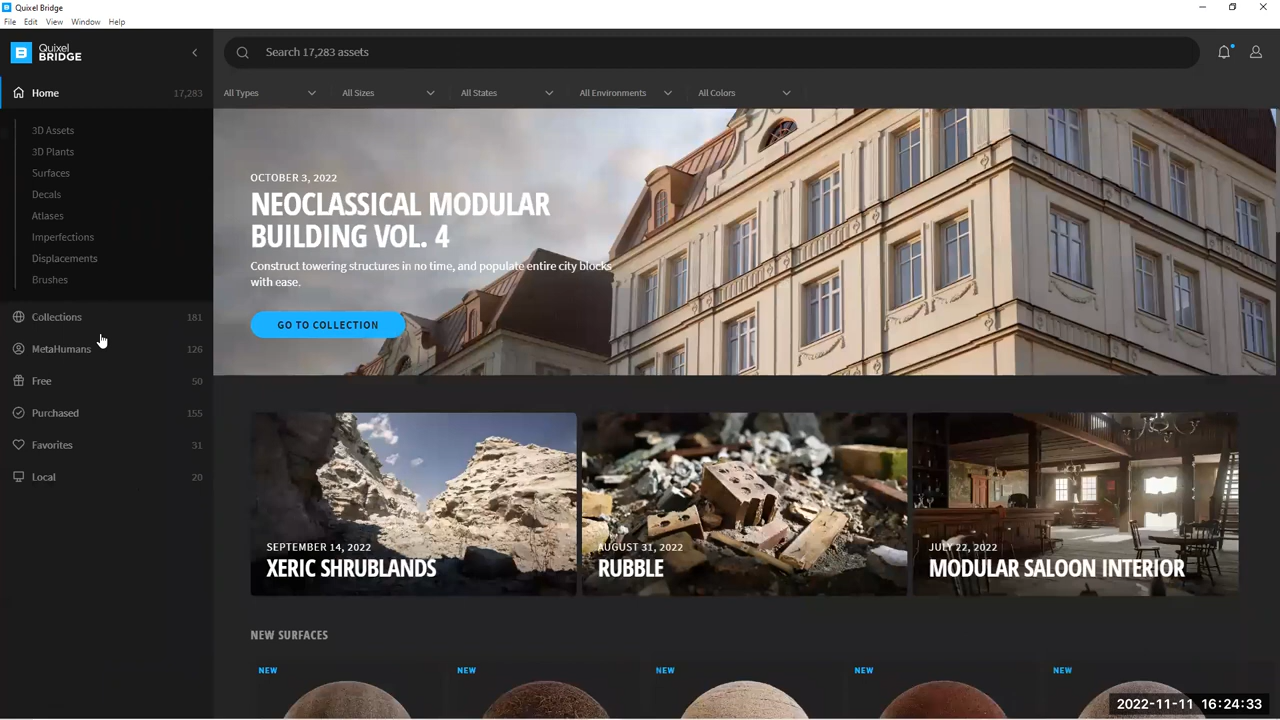 Quixel Bridge
File Edit View Window Help
Quixel
BRIDGE
Search 17,283 assets
Home 17,283
All Types
All Sizes
All States
All Environments
All Colors
3D Assets
3D Plants
Surfaces
Decals
Atlases
Imperfections
Displacements
Brushes
Collections 181
MetaHumans 126
Free 50
Purchased 155
Favorites 31
Local 20
OCTOBER 3, 2022
NEOCLASSICAL MODULAR
BUILDING VOL. 4
Construct towering structures in no time, and populate entire city blocks
with ease.
GO TO COLLECTION
SEPTEMBER 14, 2022
XERIC SHRUBLANDS
AUGUST 31, 2022
RUBBLE
JULY 22, 2022
MODULAR SALOON INTERIOR
NEW SURFACES
NEW
NEW
NEW
NEW
NEW
2022-11-11 16:24:33